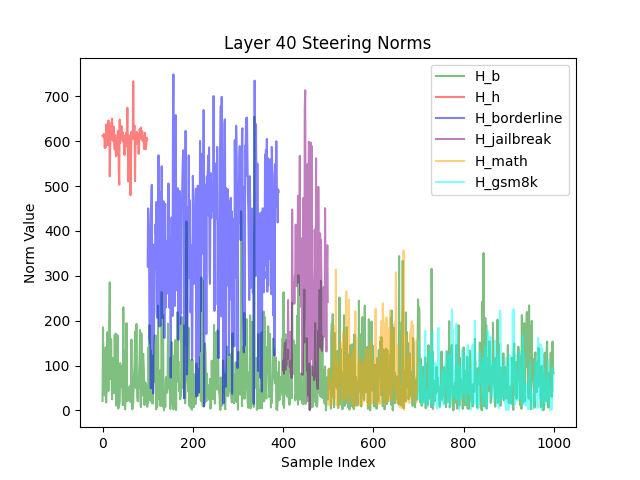 Layer 40 Steering Norms
H_b
H_h
H_borderline
H_jailbreak
H_math
H_gsm8k
Norm Value
700
600
500
400
300
200
100
0
0
200
400
600
800
1000
Sample Index